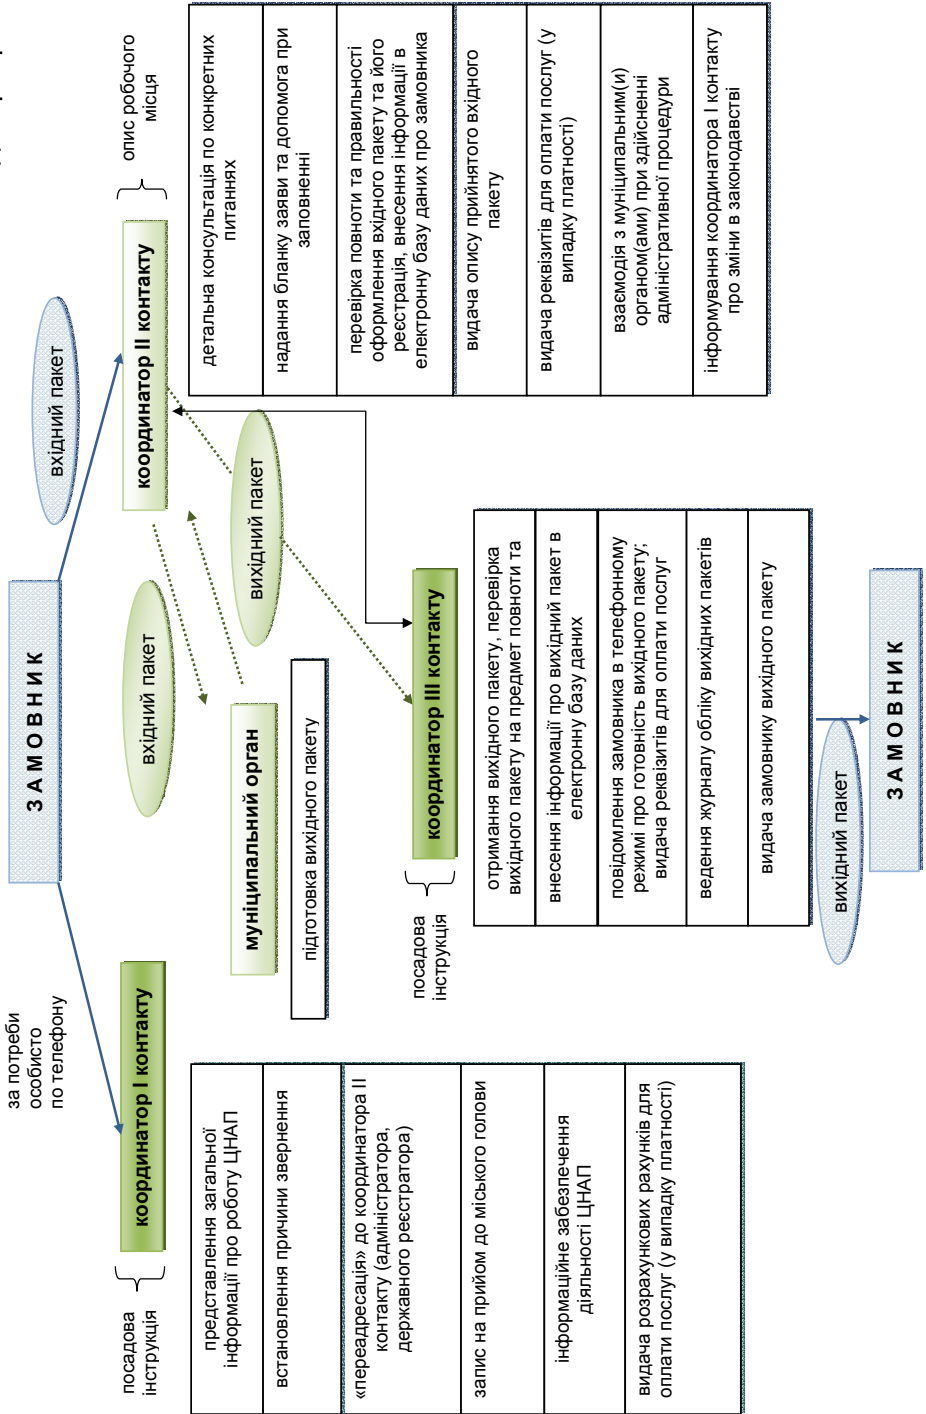 ЗАМОВНИК
за потреби
особисто
по телефону
вхідний пакет
посадова
інструкція
координатор І контакту
представлення загальної
інформації про роботу ЦНАП
встановлення причини звернення
«переадресація» до координатора ІІ
контакту (адміністратора,
державного реєстратора)
запис на прийом до міського голови
інформаційне забезпечення
діяльності ЦНАП
видача розрахункових рахунків для
оплати послуг (у випадку платності)
вхідний пакет
муніципальний орган
підготовка вихідного пакету
вихідний пакет
координатор ІІ контакту
опис робочого
місця
детальна консультація по конкретних
питаннях
надання бланку заяви та допомога при
заповненні
перевірка повноти та правильності
оформлення вхідного пакету та його
реєстрація, внесення інформації в
електронну базу даних про замовника
видача опису прийнятого вхідного
пакету
видача реквізитів для оплати послуг (у
випадку платності)
взаємодія з муніципальним(и)
органом(ами) при здійсненні
адміністративної процедури
інформування координатора І контакту
про зміни в законодавстві
посадова
інструкція
координатор ІІІ контакту
отримання вихідного пакету, перевірка
вихідного пакету на предмет повноти та
внесення інформації про вихідний пакет в
електронну базу даних
повідомлення замовника в телефонному
режимі про готовність вихідного пакету;
видача реквізитів для оплати послуг
ведення журналу обліку вихідних пакетів
видача замовнику вихідного пакету
вихідний пакет
ЗАМОВНИК